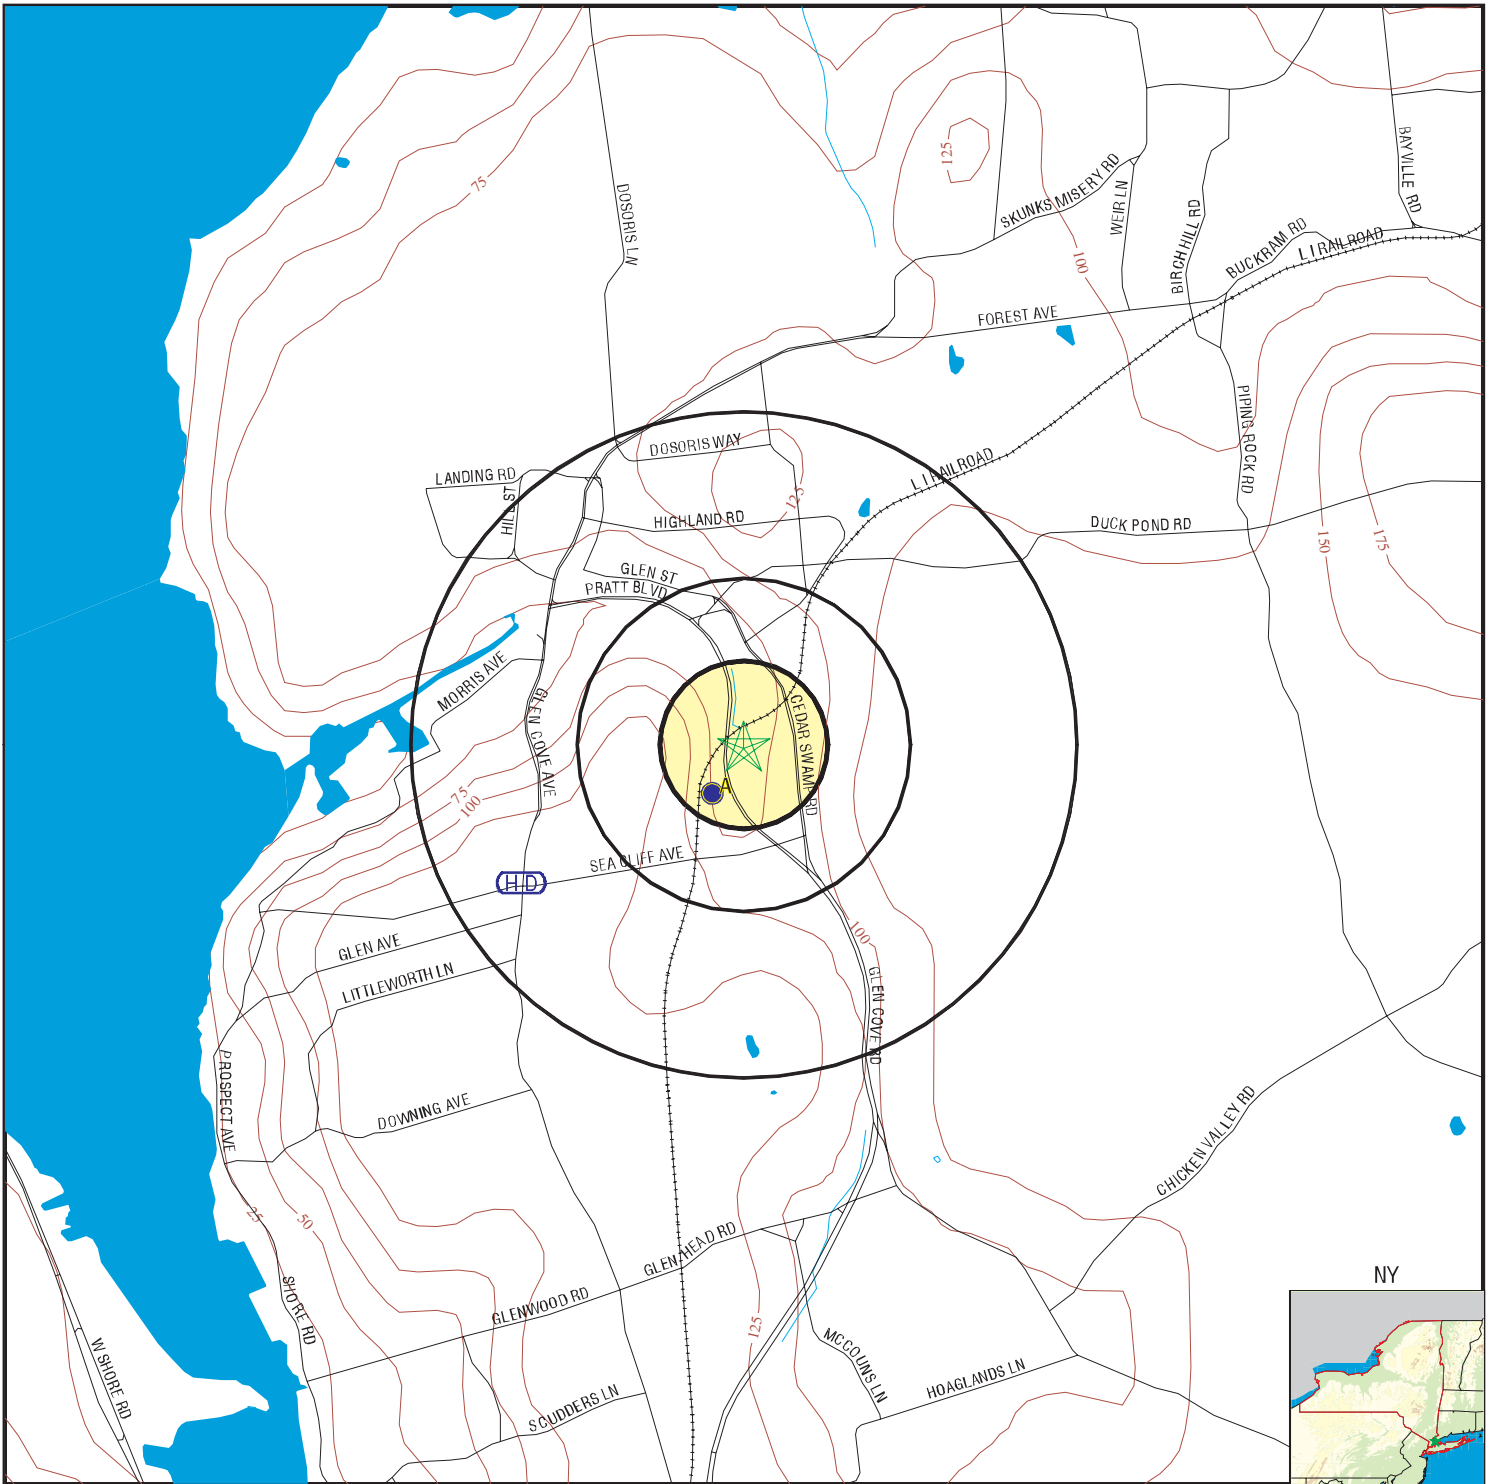 BAYVILLE RD
125
SKUNKS MISERY RD
75
DOSORIS LN
WEIR LN
BIRCH HILL RD
BUCKRAM RD
L I RAILROAD
100
FOREST AVE
PIPING ROCK RD
DOSORIS WAY
LANDING RD
HILL ST
125
L I RAILROAD
HIGHLAND RD
DUCK POND RD
150
175
GLEN ST
PRATT BLVD
MORRIS AVE
GLEN COVE AVE
CEDAR SWAMP RD
A
75
100
SEA CLIFF AVE
H D
100
GLEN AVE
LITTLEWORTH LN
GLEN COVE RD
PROSPECT AVE
DOWNING AVE
CHICKEN VALLEY RD
25
50
GLEN HEAD RD
NY
SHORE RD
GLENWOOD RD
125
W SHORE RD
MCCOUNS LN
HOAGLANDS LN
SCUDDERS LN